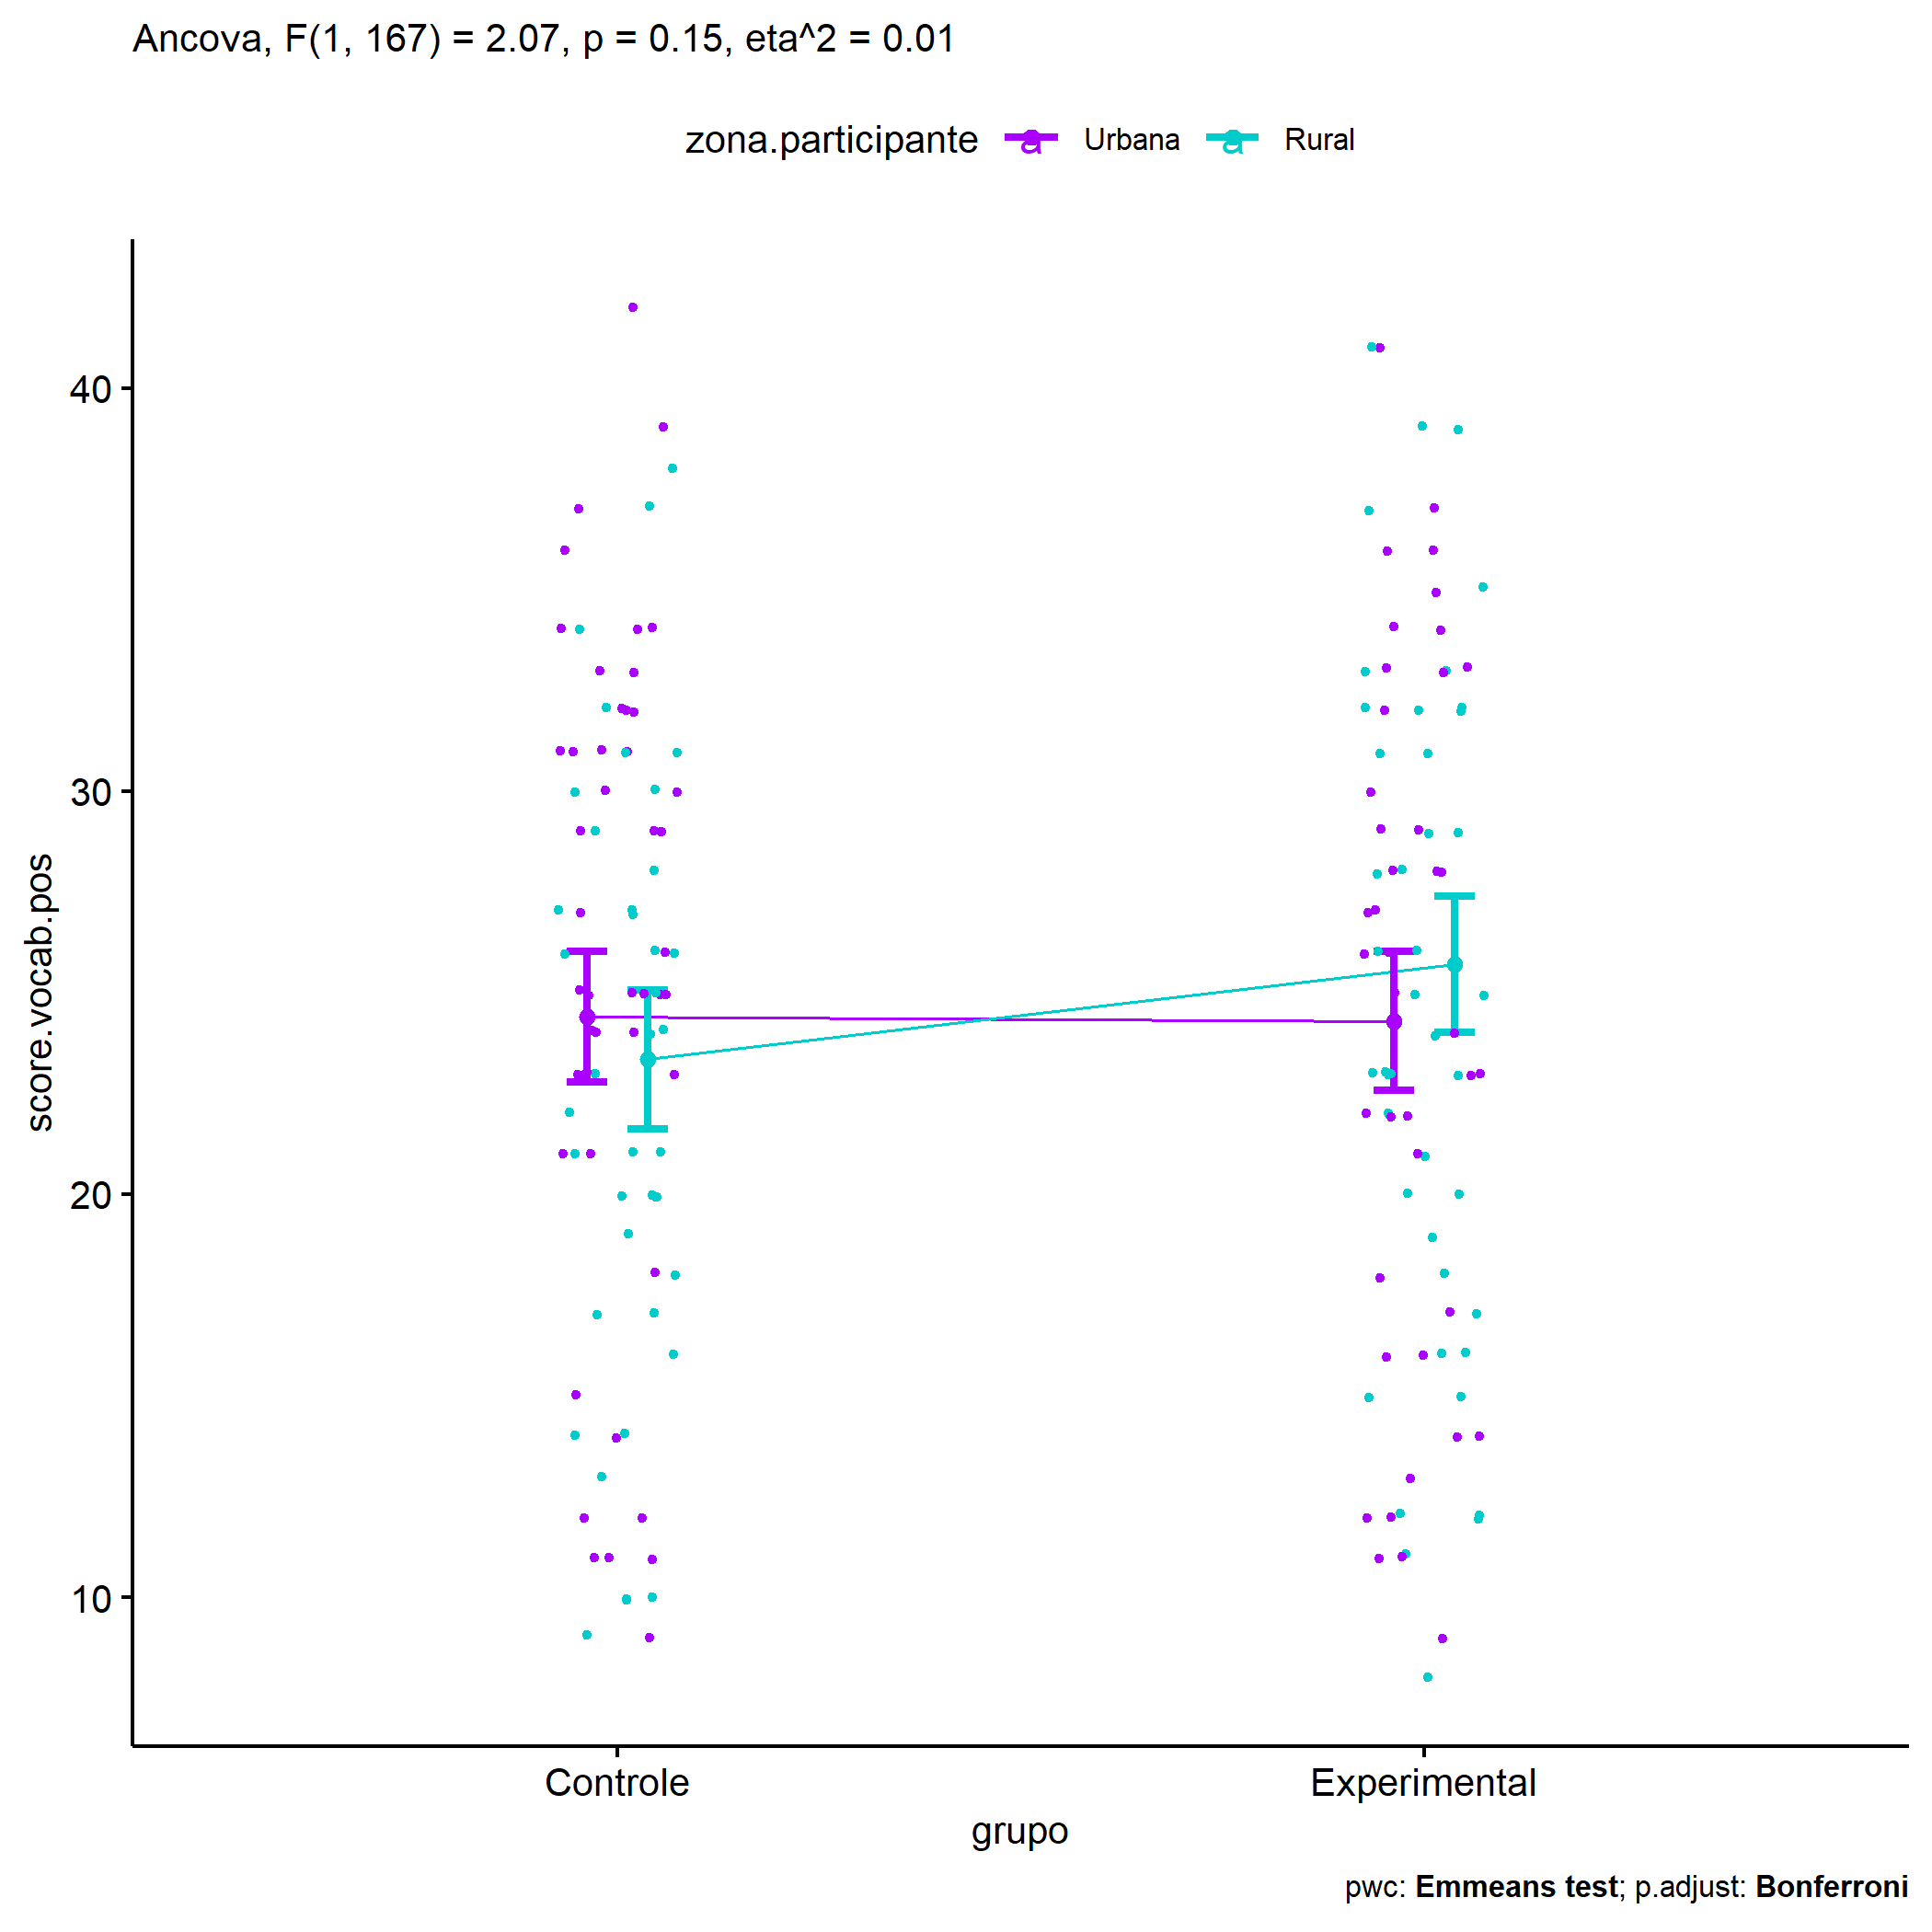 Ancova, F(1, 167) = 2.07, p = 0.15, eta^2 = 0.01
zona.participante a Urbana a Rural
score.vocab.pos
40
30
20
10
Controle Experimental
grupo
pwc: Emmeans test; p.adjust: Bonferroni